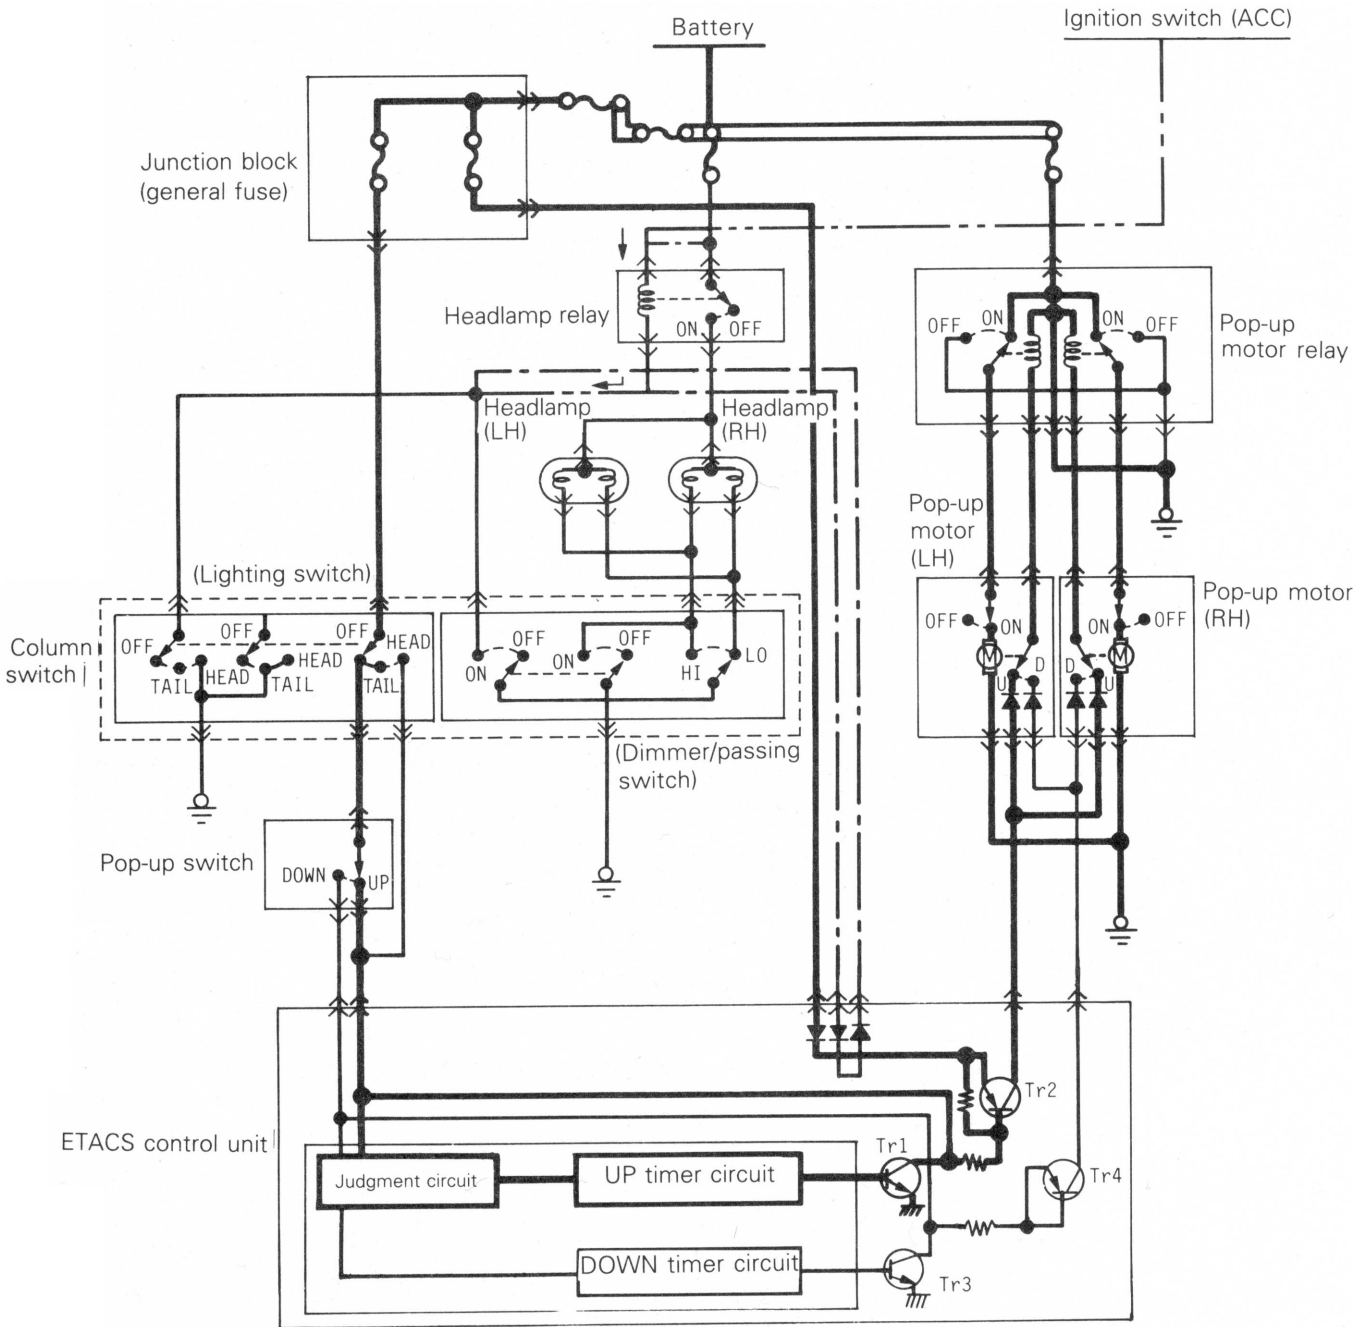 Ignition switch (ACC)
Battery
Junction block
(general fuse)
Headlamp relay
ON OFF
OFF ON ON OFF
Pop-up
motor relay
Headlamp
(LH)
Headlamp
(RH)
Pop-up
motor
(LH)
(Lighting switch)
Pop-up motor
(RH)
Column
switch
OFF OFF OFF HEAD
TAIL HEAD TAIL HEAD TAIL
ON OFF ON OFF HI LO
OFF ON ON OFF
M M
D D
U U
(Dimmer/passing
switch)
Pop-up switch
DOWN UP
ETACS control unit
Tr2
Tr1
Tr4
Judgment circuit
UP timer circuit
DOWN timer circuit
Tr3